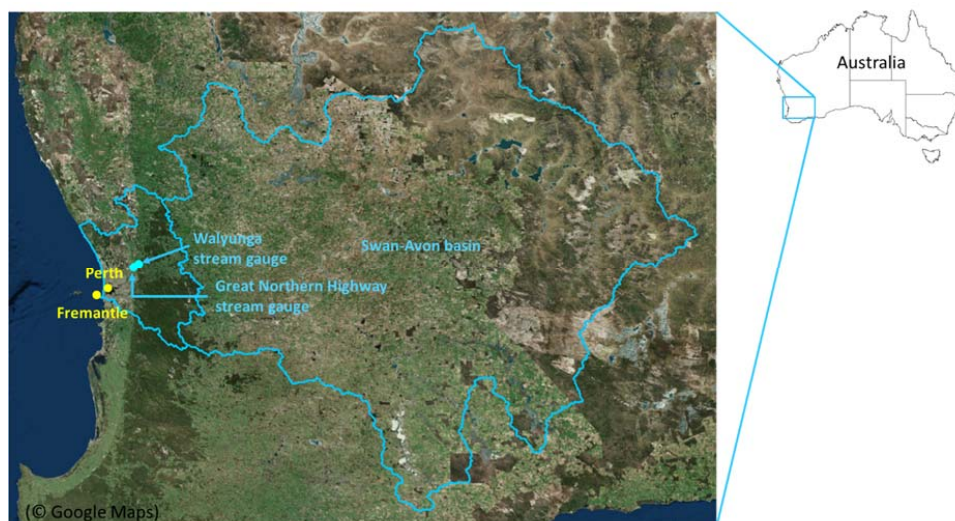 Australia
Walyunga
stream gauge
Swan-Avon basin
Perth
Great Northern Highway
stream gauge
Fremantle
(© Google Maps)